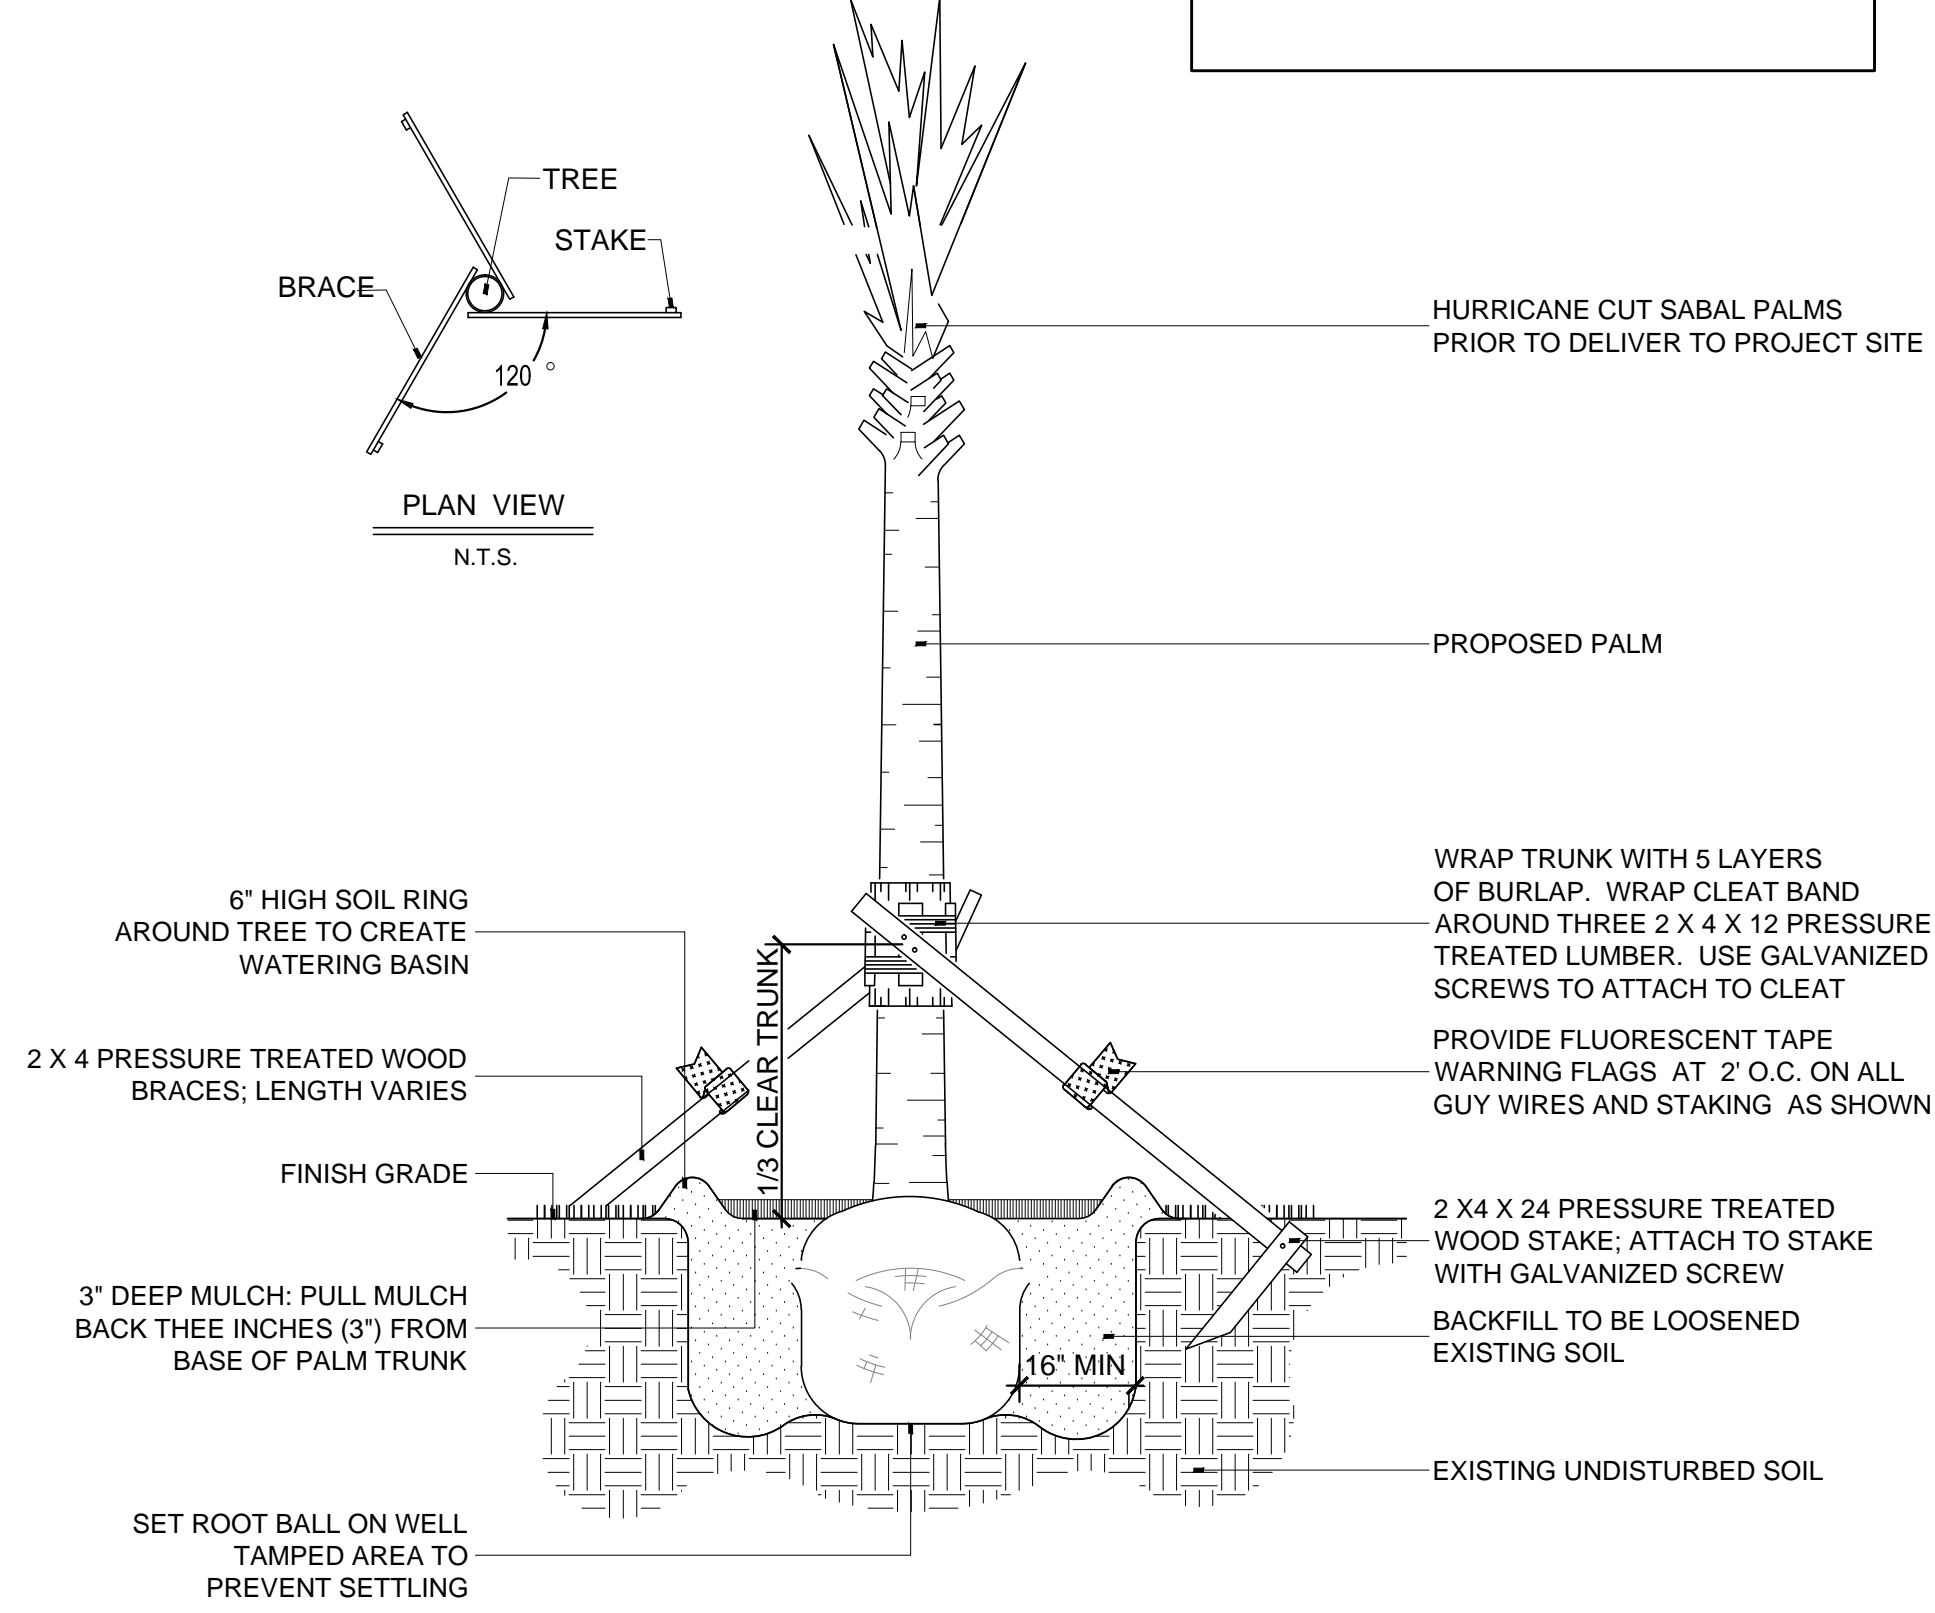 TREE
STAKE
BRACE
120 °
PLAN VIEW
N.T.S.
HURRICANE CUT SABAL PALMS
PRIOR TO DELIVER TO PROJECT SITE
PROPOSED PALM
WRAP TRUNK WITH 5 LAYERS
OF BURLAP. WRAP CLEAT BAND
AROUND THREE 2 X 4 X 12 PRESSURE
TREATED LUMBER. USE GALVANIZED
SCREWS TO ATTACH TO CLEAT
6" HIGH SOIL RING
AROUND TREE TO CREATE
WATERING BASIN
1/3 CLEAR TRUNK
PROVIDE FLUORESCENT TAPE
WARNING FLAGS AT 2' O.C. ON ALL
GUY WIRES AND STAKING AS SHOWN
2 X 4 PRESSURE TREATED WOOD
BRACES; LENGTH VARIES
FINISH GRADE
2 X4 X 24 PRESSURE TREATED
WOOD STAKE; ATTACH TO STAKE
WITH GALVANIZED SCREW
3" DEEP MULCH: PULL MULCH
BACK THEE INCHES (3") FROM
BASE OF PALM TRUNK
BACKFILL TO BE LOOSENED
EXISTING SOIL
16" MIN
EXISTING UNDISTURBED SOIL
SET ROOT BALL ON WELL
TAMPED AREA TO
PREVENT SETTLING